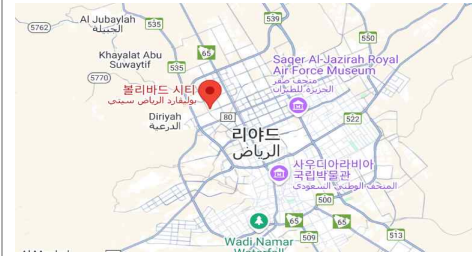 5762
Al Jubaylah
الجبيلة
539
550
Khayalat Abu
Suwaytif
535
65
5770
535
Saqer Al-Jazirah Royal
Air Force Museum
متحف صقر
الجزيرة للطيران
볼리바드 시티
بوليفارد الرياض سيتي
Diriyah
الدرعية
80
522
리야드
الرياض
사우디아라비아
국립박물관
المتحف الوطني السعودي
500
65
65
509
513
Wadi Namar